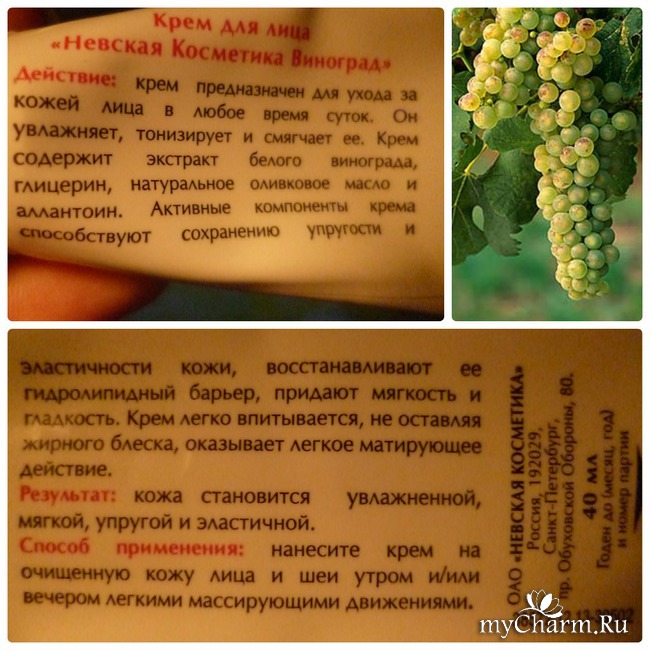 Крем для лица
«Невская Косметика Виноград»
Действие: крем предназначен для ухода за
кожей лица в любое время суток. Он
увлажняет, тонизирует и смягчает ее. Крем
содержит экстракт белого винограда,
глицерин, натуральное оливковое масло и
аллантоин. Активные компоненты крема
способствуют сохранению упругости и
эластичности кожи, восстанавливают ее
гидролипидный барьер, придают мягкость и
гладкость. Крем легко впитывается, не оставляя
жирного блеска, оказывает легкое матирующее
действие.
Результат: кожа становится увлажненной,
мягкой, упругой и эластичной.
Способ применения: нанесите крем на
очищенную кожу лица и шеи утром и/или
вечером легкими массирующими движениями.
ОАО «НЕВСКАЯ КОСМЕТИКА»
Россия, 192029,
Санкт-Петербург,
пр. Обуховской Обороны, 80.
40 мл
Годен до (месяц, год)
и номер партии
myCharm.Ru